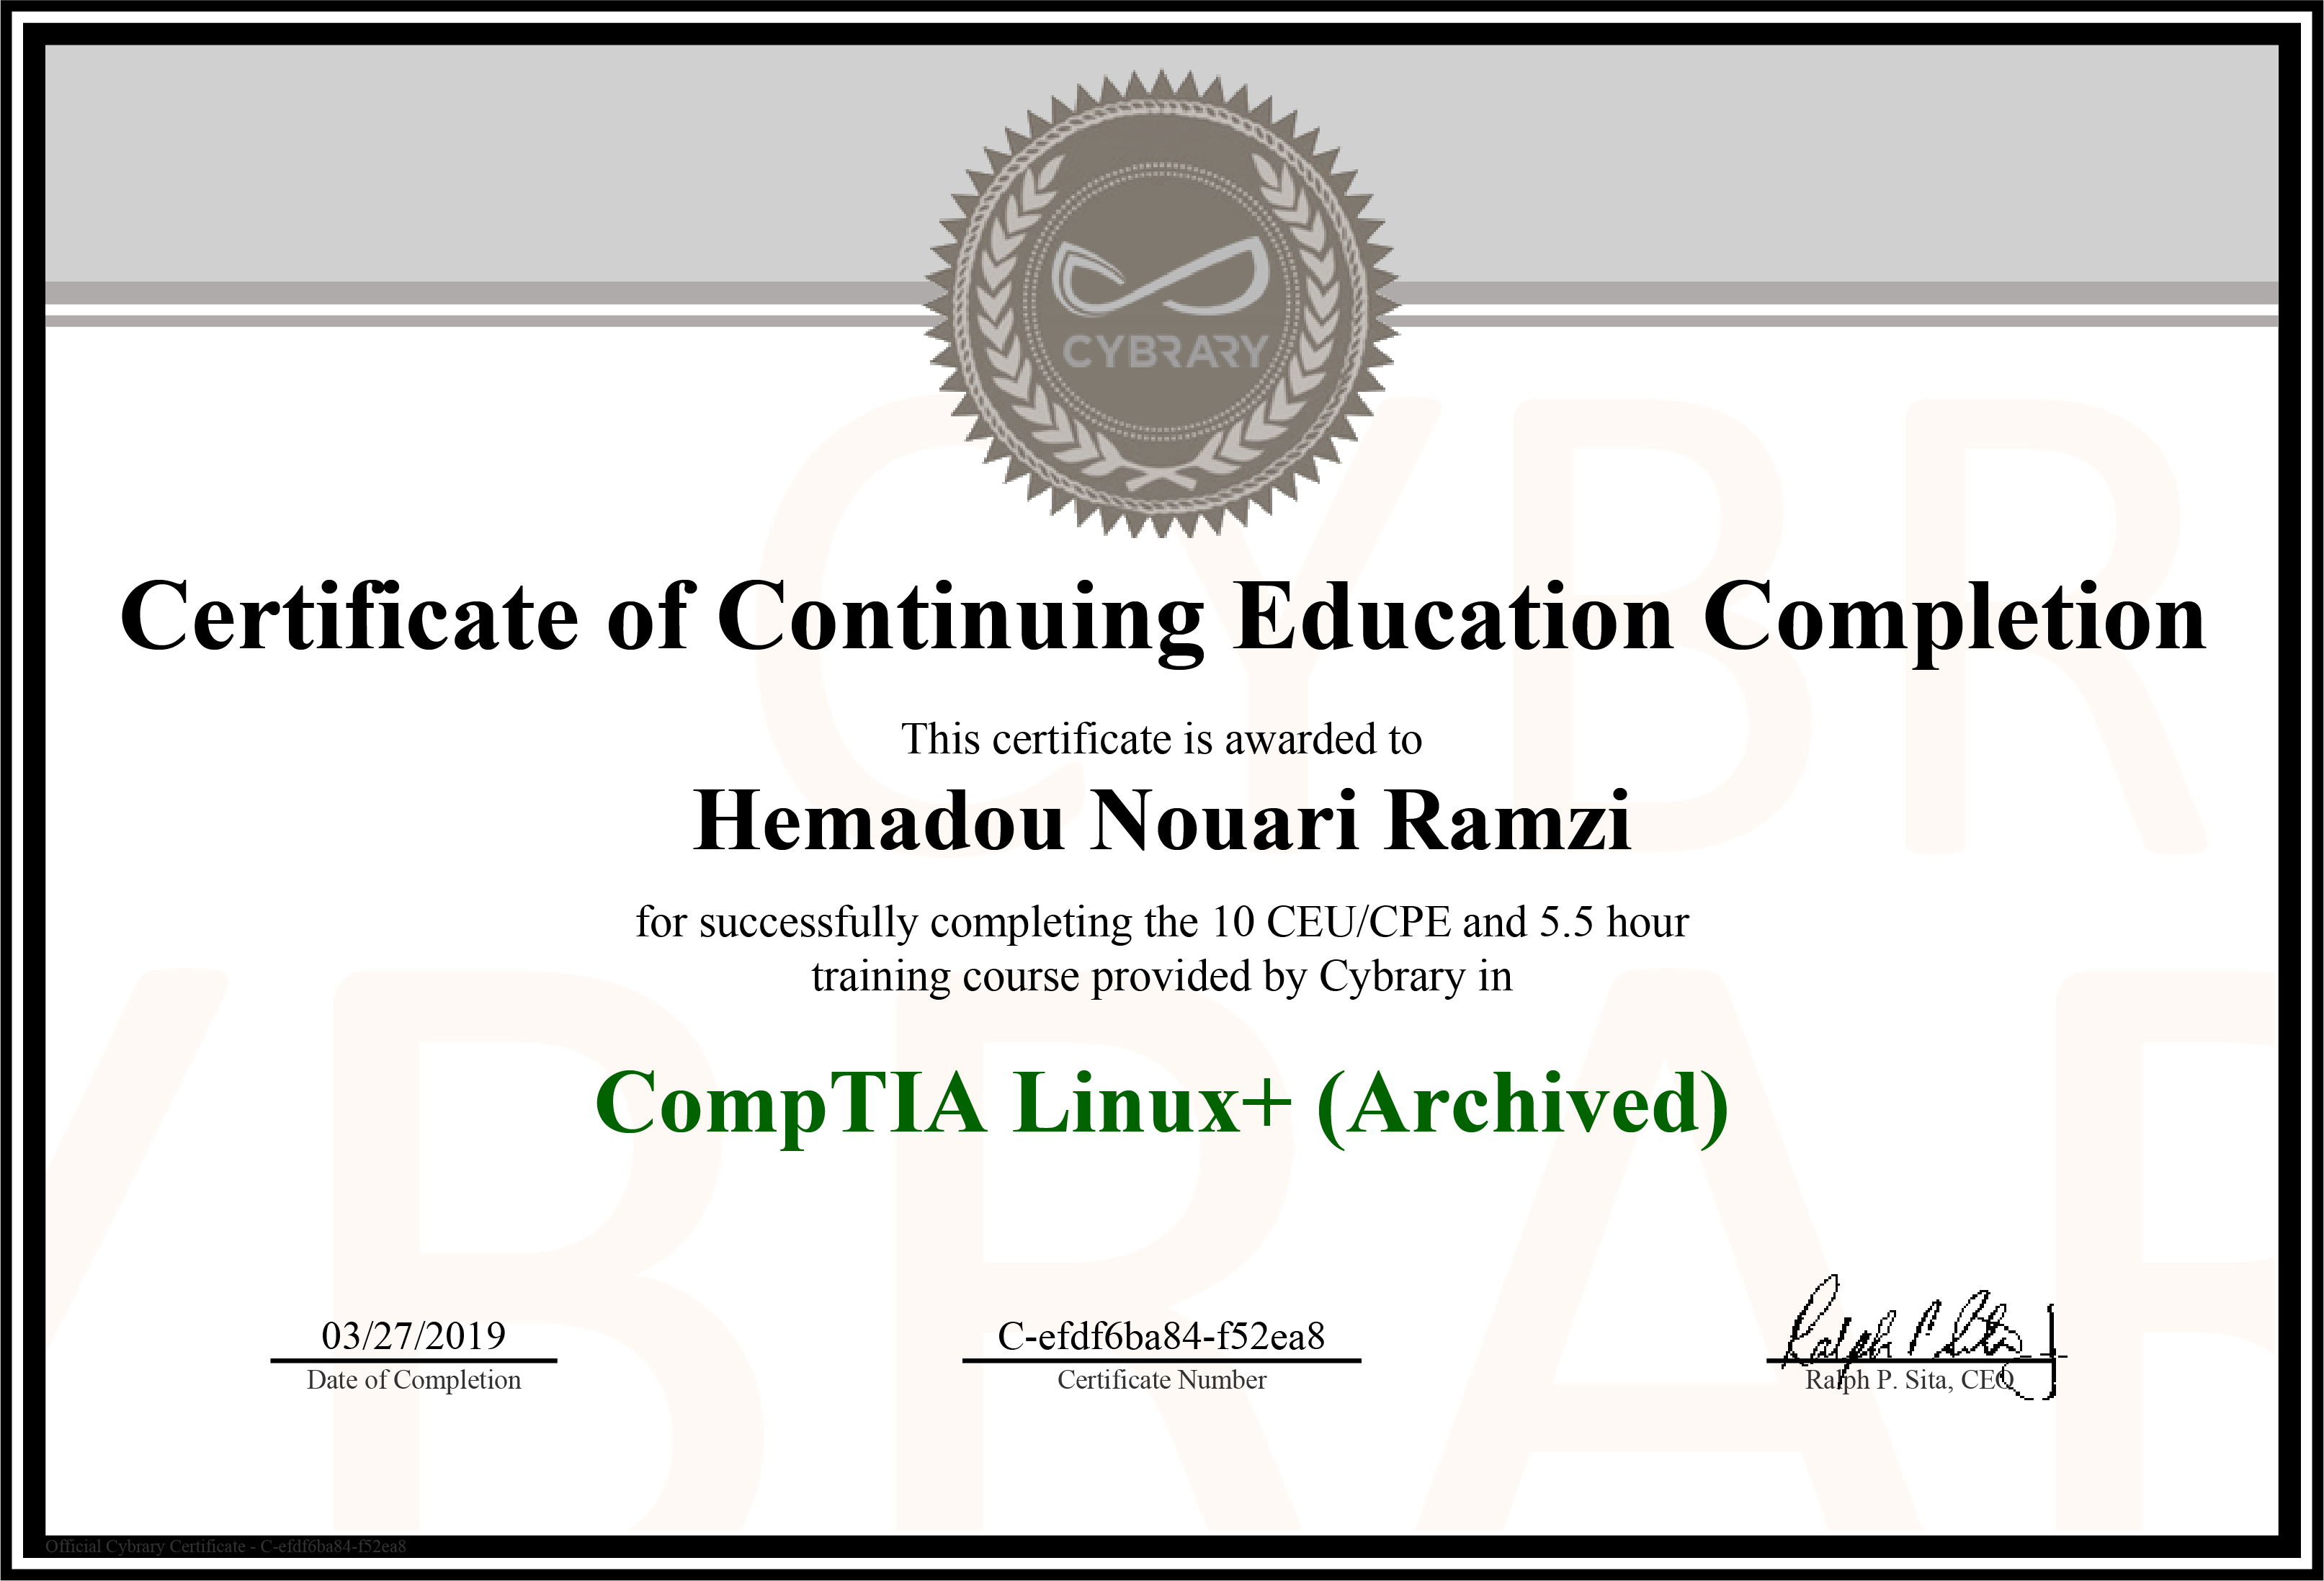 CYBRARY
Certificate of Continuing Education Completion
This certificate is awarded to
Hemadou Nouari Ramzi
for successfully completing the 10 CEU/CPE and 5.5 hour
training course provided by Cybrary in
CompTIA Linux+ (Archived)
03/27/2019
Date of Completion
C-efdf6ba84-f52ea8
Certificate Number
Ralph P. Sita, CEO
Official Cybrary Certificate - C-efdf6ba84-f52ea8